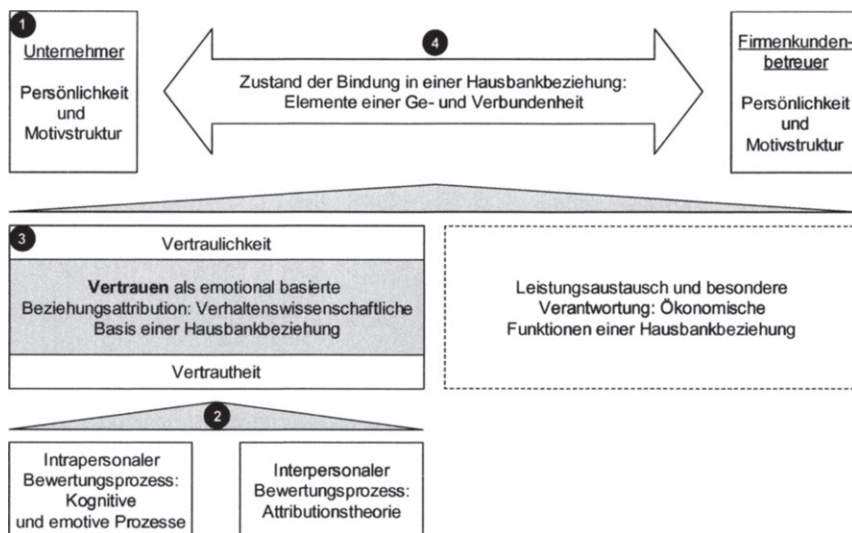 1
Unternehmer
Persönlichkeit
und
Motivstruktur
4
Zustand der Bindung in einer Hausbankbeziehung:
Elemente einer Ge- und Verbundenheit
Firmenkunden-
betreuer
Persönlichkeit
und
Motivstruktur
3
Vertraulichkeit
Vertrauen als emotional basierte
Beziehungsattribution: Verhaltenswissenschaftliche
Basis einer Hausbankbeziehung
Vertrautheit
Leistungsaustausch und besondere
Verantwortung: Ökonomische
Funktionen einer Hausbankbeziehung
2
Intrapersonaler
Bewertungsprozess:
Kognitive
und emotive Prozesse
Interpersonaler
Bewertungsprozess:
Attributionstheorie